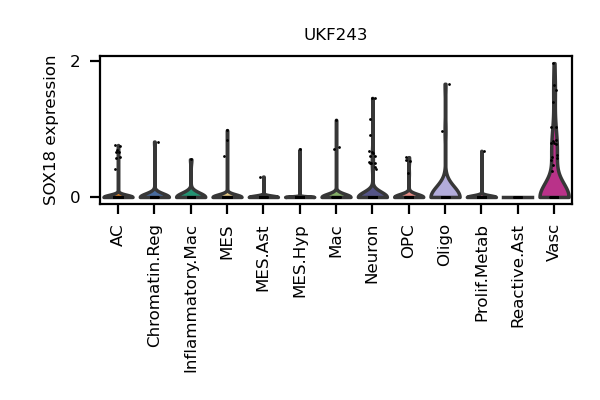 UKF243
SOX18 expression
2
0
AC
Chromatin.Reg
Inflammatory.Mac
MES
MES.Ast
MES.Hyp
Mac
Neuron
OPC
Oligo
Prolif.Metab
Reactive.Ast
Vasc